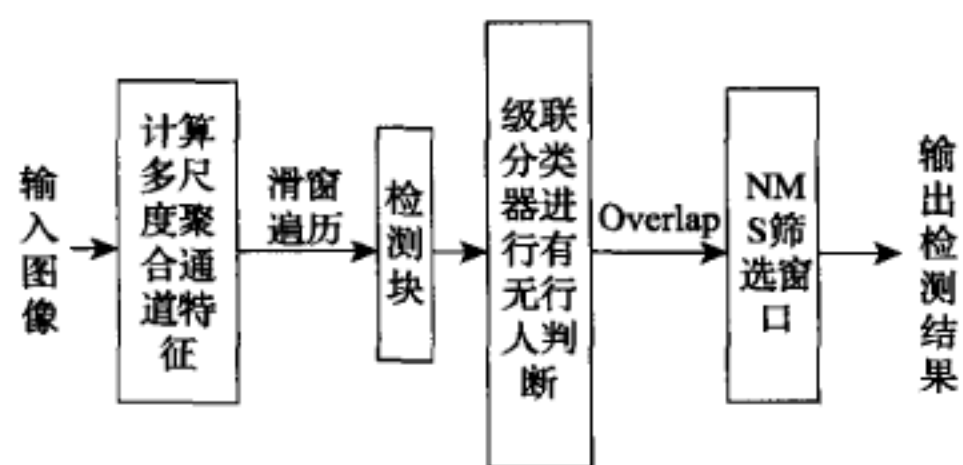 输
入
图
像
计算
多尺
度聚
合通
道特
征
滑窗
遍历
检
测
块
级联
分类
器进
行有
无行
人判
断
Overlap
NM
S筛
选窗
口
输
出
检
测
结
果